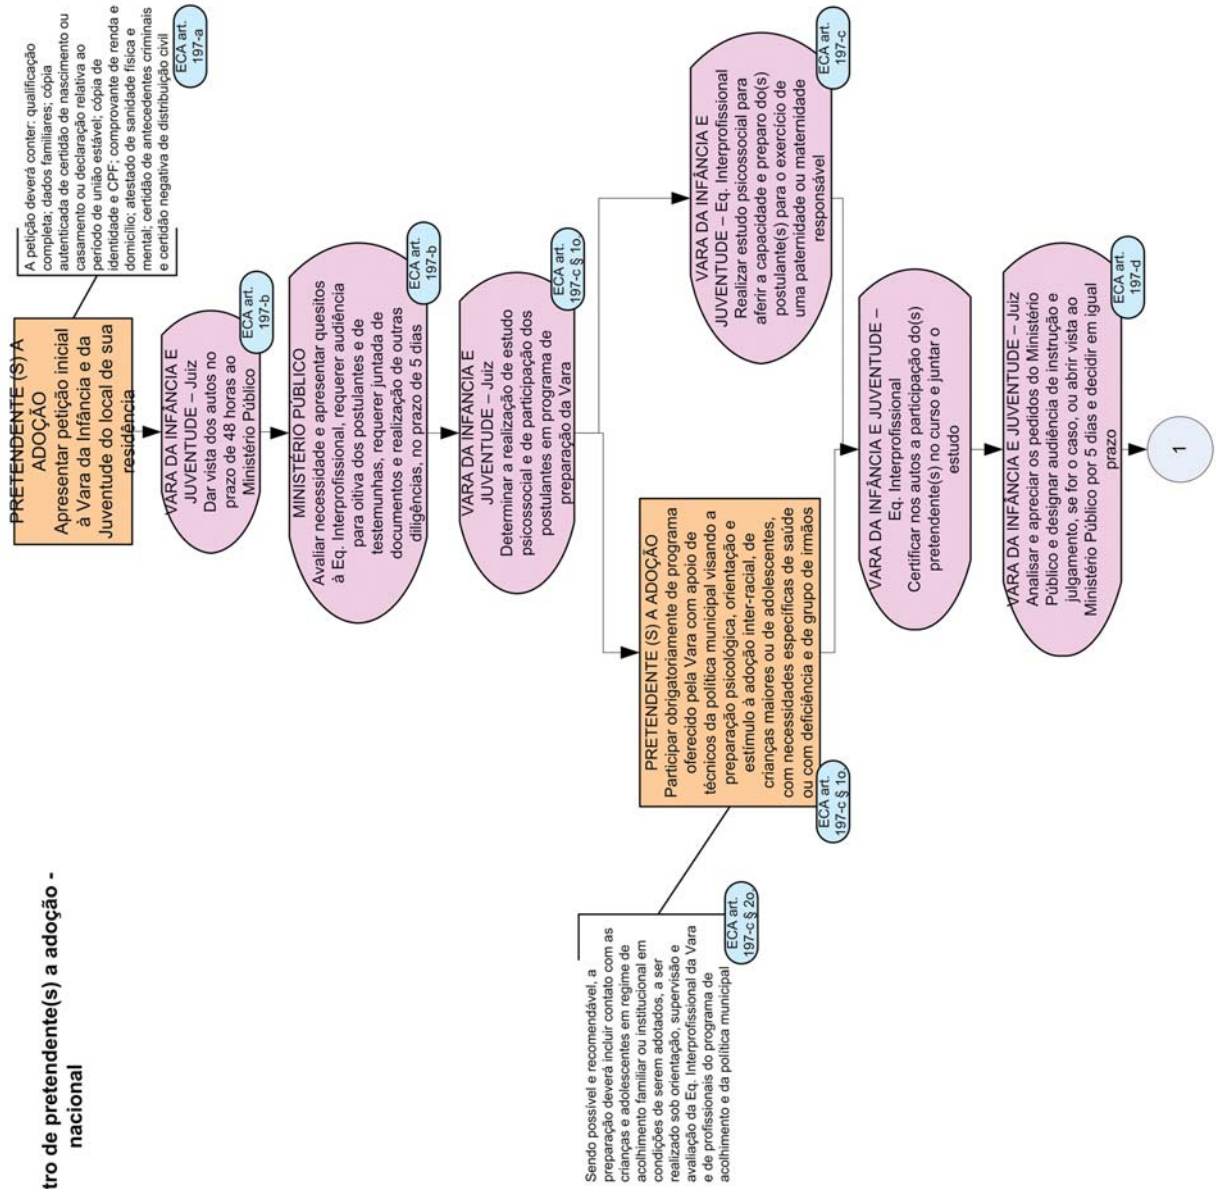 tro de pretendente(s) a adoção -
nacional
PRETENDENTE (S) A
ADOÇÃO
Apresentar petição inicial
à Vara da Infância e da
Juventude do local de sua
residência
A petição deverá conter: qualificação
completa; dados familiares; cópia
autenticada de certidão de nascimento ou
casamento ou declaração relativa ao
período de união estável; cópia de
identidade e CPF; comprovante de renda e
domicílio; atestado de sanidade física e
mental; certidão de antecedentes criminais
e certidão negativa de distribuição civil
ECA art.
197-a
VARA DA INFÂNCIA E
JUVENTUDE – Juiz
Dar vista dos autos no
prazo de 48 horas ao
Ministério Público
ECA art.
197-b
MINISTÉRIO PÚBLICO
Avaliar necessidade e apresentar quesitos
à Eq. Interprofissional, requerer audiência
para oitiva dos postulantes e de
testemunhas, requerer juntada de
documentos e realização de outras
diligências, no prazo de 5 dias
ECA art.
197-b
VARA DA INFÂNCIA E
JUVENTUDE – Juiz
Determinar a realização de estudo
psicossocial e de participação dos
postulantes em programa de
preparação da Vara
ECA art.
197-c § 1o.
PRETENDENTE (S) A ADOÇÃO
Participar obrigatoriamente de programa
oferecido pela Vara com apoio de
técnicos da política municipal visando a
preparação psicológica, orientação e
estímulo à adoção inter-racial, de
crianças maiores ou de adolescentes,
com necessidades específicas de saúde
ou com deficiência e de grupo de irmãos
ECA art.
197-c § 1o.
Sendo possível e recomendável, a
preparação deverá incluir contato com as
crianças e adolescentes em regime de
acolhimento familiar ou institucional em
condições de serem adotados, a ser
realizado sob orientação, supervisão e
avaliação da Eq. Interprofissional da Vara
e de profissionais do programa de
acolhimento e da política municipal
ECA art.
197-c § 2o.
VARA DA INFÂNCIA E
JUVENTUDE – Eq. Interprofissional
Realizar estudo psicossocial para
aferir a capacidade e preparo do(s)
postulante(s) para o exercício de
uma paternidade ou maternidade
responsável
ECA art.
197-c
VARA DA INFÂNCIA E JUVENTUDE –
Eq. Interprofissional
Certificar nos autos a participação do(s)
pretendente(s) no curso e juntar o
estudo
VARA DA INFÂNCIA E JUVENTUDE – Juiz
Analisar e apreciar os pedidos do Ministério
Público e designar audiência de instrução e
julgamento, se for o caso, ou abrir vista ao
Ministério Público por 5 dias e decidir em igual
prazo
ECA art.
197-d
1